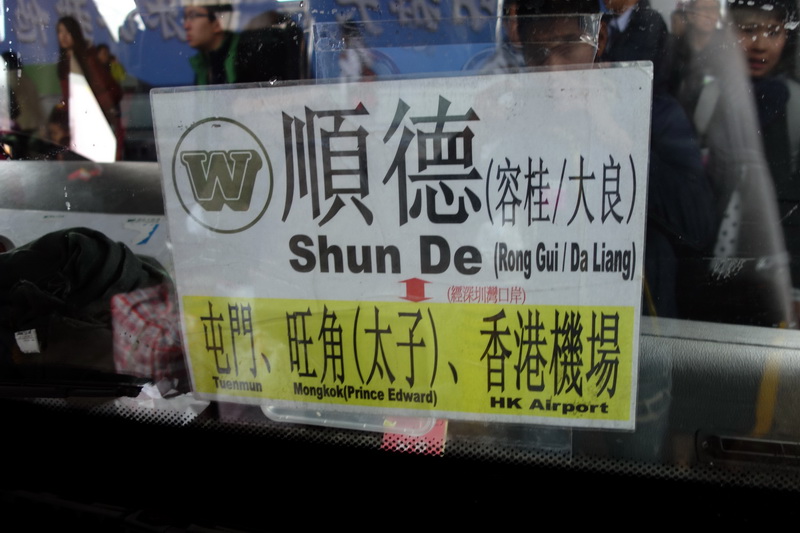 W
順德(容桂/大良)
Shun De (Rong Gui / Da Liang)
(經深圳灣口岸)
屯門、旺角(太子)、香港機場
Tuenmun Mongkok(Prince Edward) HK Airport